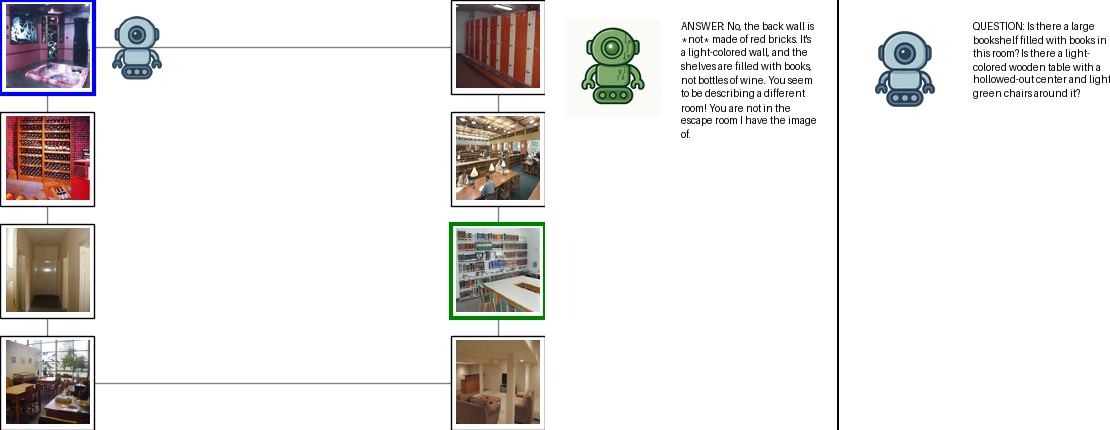 ANSWER: No, the back wall is
*not* made of red bricks. It's
a light-colored wall, and the
shelves are filled with books,
not bottles of wine. You seem
to be describing a different
room! You are not in the
escape room I have the image
of.
QUESTION: Is there a large
bookshelf filled with books in
this room? Is there a light-
colored wooden table with a
hollowed-out center and light
green chairs around it?